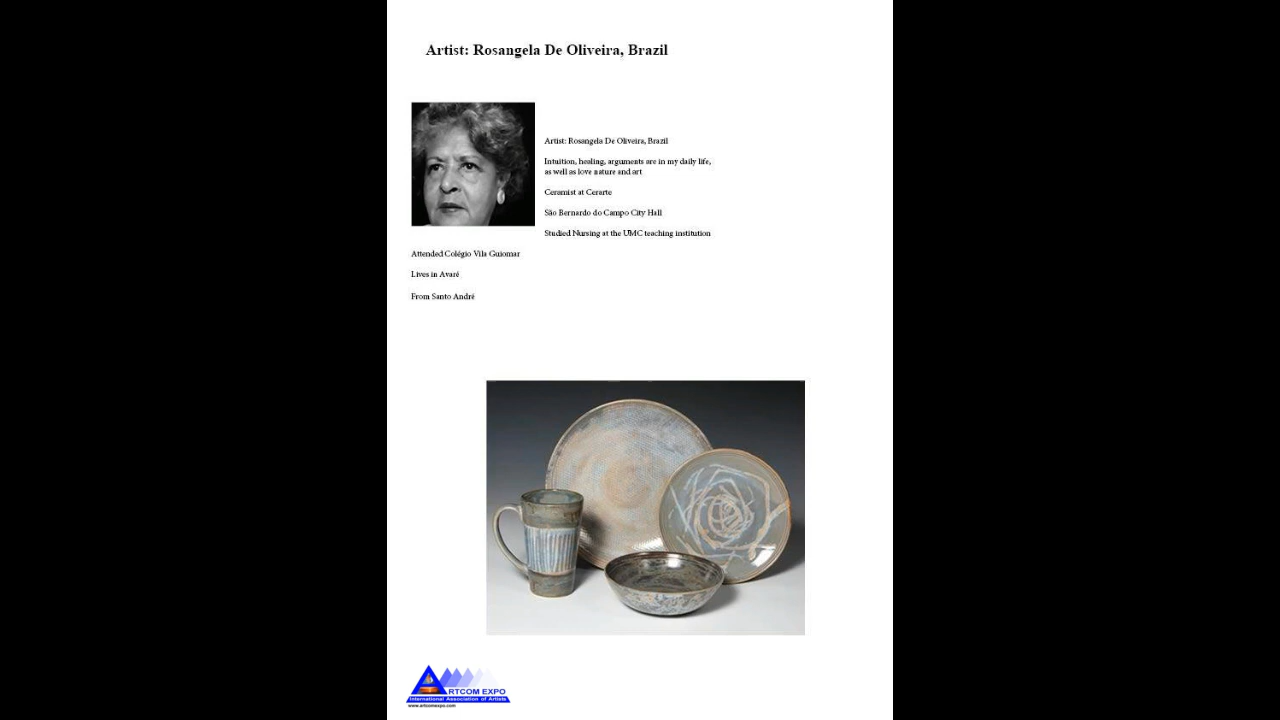 Artist: Rosangela De Oliveira, Brazil
Artist: Rosangela De Oliveira, Brazil
Intuition, healing, arguments are in my daily life,
as well as love nature and art
Ceramist at Cerarte
São Bernardo do Campo City Hall
Studied Nursing at the UMC teaching institution
Attended Colégio Vila Guiomar
Lives in Avaré
From Santo André
ARTCOM EXPO
International Association of Artists
www.artcomexpo.com